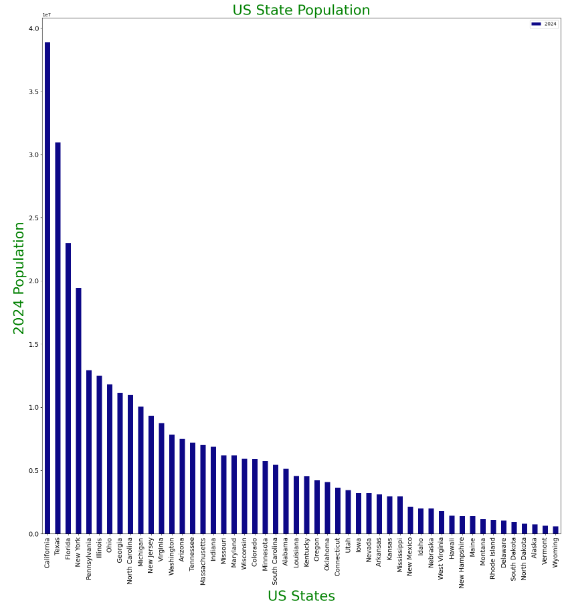 US State Population
1e7
2024
4.0
3.5
3.0
2.5
2.0
1.5
1.0
0.5
0.0
2024 Population
California
Texas
Florida
New York
Pennsylvania
Illinois
Ohio
Georgia
North Carolina
Michigan
New Jersey
Virginia
Washington
Arizona
Tennessee
Massachusetts
Indiana
Missouri
Maryland
Wisconsin
Colorado
Minnesota
South Carolina
Alabama
Louisiana
Kentucky
Oregon
Oklahoma
Connecticut
Utah
Iowa
Nevada
Arkansas
Kansas
Mississippi
New Mexico
Idaho
Nebraska
West Virginia
Hawaii
New Hampshire
Maine
Montana
Rhode Island
Delaware
South Dakota
North Dakota
Alaska
Vermont
Wyoming
US States